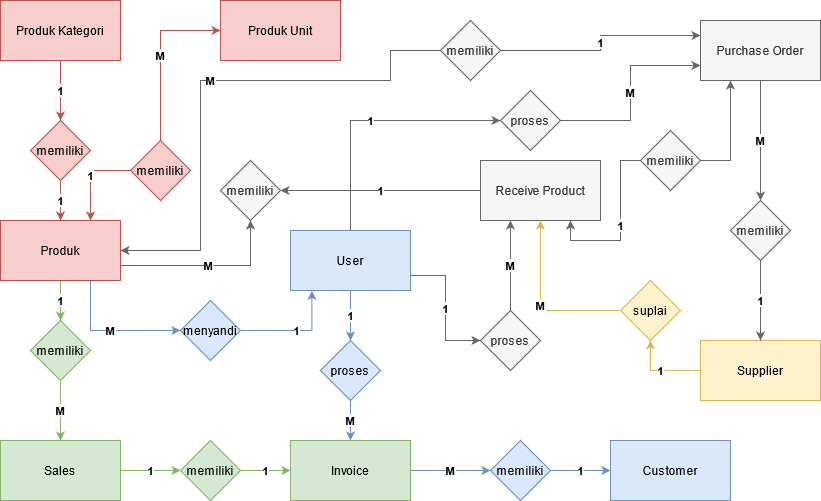 Produk Kategori
Produk Unit
memiliki
1
Purchase Order
M
M
1
M
1
proses
M
M
memiliki
memiliki
memiliki
memiliki
1
Receive Product
1
1
1
memiliki
Produk
User
M
M
1
suplai
M
1
1
M
menyandi
1
1
proses
memiliki
proses
1
Supplier
M
M
Sales
1
memiliki
1
Invoice
M
memiliki
1
Customer